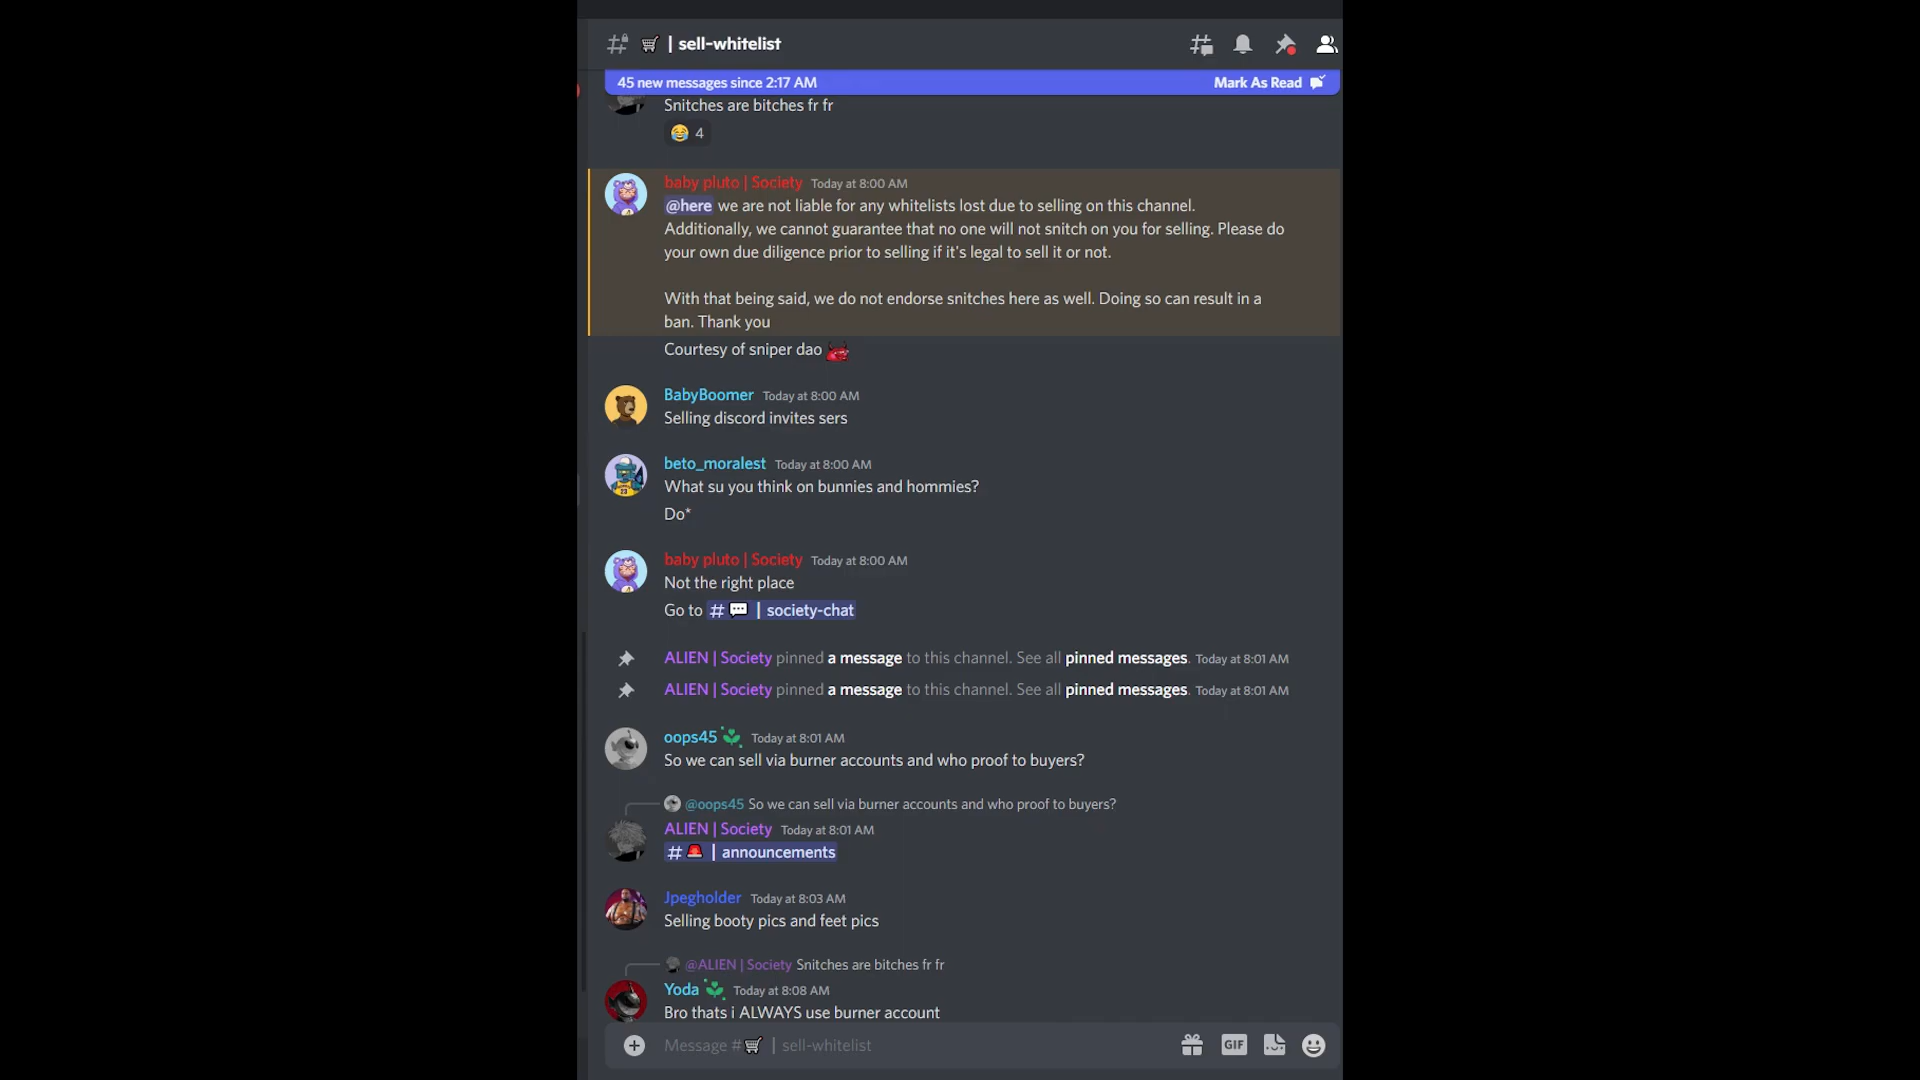 | sell-whitelist
45 new messages since 2:17 AM Mark As Read
Snitches are bitches fr fr
4
baby pluto | Society Today at 8:00 AM
@here we are not liable for any whitelists lost due to selling on this channel.
Additionally, we cannot guarantee that no one will not snitch on you for selling. Please do
your own due diligence prior to selling if it's legal to sell it or not.
With that being said, we do not endorse snitches here as well. Doing so can result in a
ban. Thank you
Courtesy of sniper dao
BabyBoomer Today at 8:00 AM
Selling discord invites sers
beto_moralest Today at 8:00 AM
What su you think on bunnies and hommies?
Do*
baby pluto | Society Today at 8:00 AM
Not the right place
Go to # 💬 | society-chat
ALIEN | Society pinned a message to this channel. See all pinned messages. Today at 8:01 AM
ALIEN | Society pinned a message to this channel. See all pinned messages. Today at 8:01 AM
oops45 Today at 8:01 AM
So we can sell via burner accounts and who proof to buyers?
@oops45 So we can sell via burner accounts and who proof to buyers?
ALIEN | Society Today at 8:01 AM
# 🚨 | announcements
Jpegholder Today at 8:03 AM
Selling booty pics and feet pics
@ALIEN | Society Snitches are bitches fr fr
Yoda Today at 8:08 AM
Bro thats i ALWAYS use burner account
Message #🛒 | sell-whitelist GIF